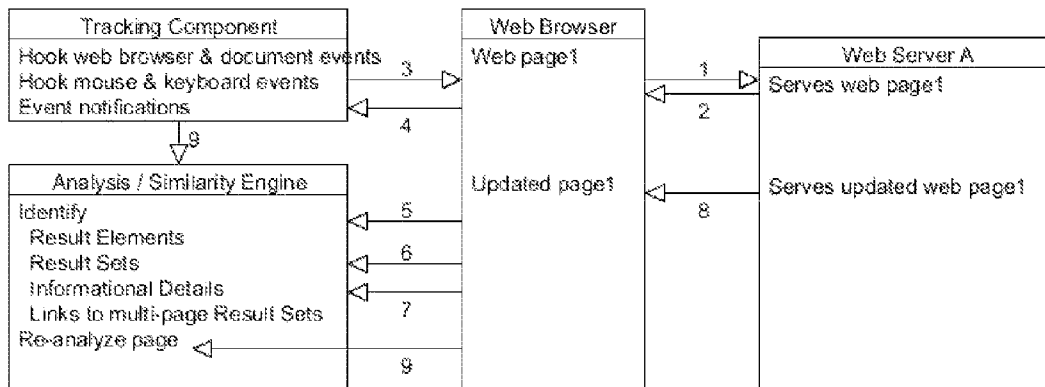 Tracking Component
Hook web browser & document events
Hook mouse & keyboard events
Event notifications
3
4
9
Analysis / Similarity Engine
Identify
Result Elements
Result Sets
Informational Details
Links to multi-page Result Sets
Re-analyze page
5
6
7
9
Web Browser
Web page1
Updated page1
1
2
8
Web Server A
Serves web page1
Serves updated web page1